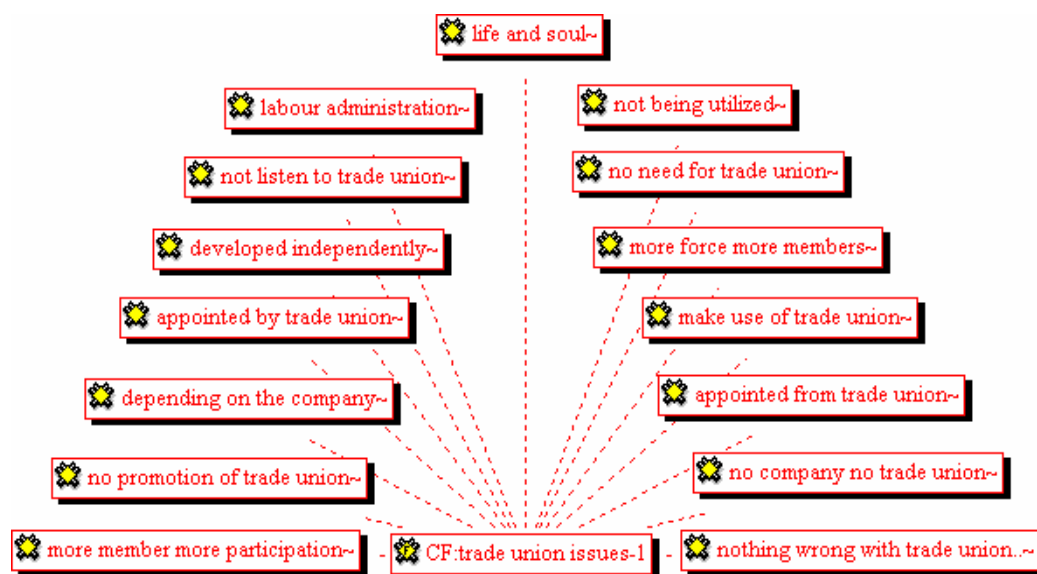 life and soul~
labour administration~
not being utilized~
not listen to trade union~
no need for trade union~
developed independently~
more force more members~
appointed by trade union~
make use of trade union~
depending on the company~
appointed from trade union~
no promotion of trade union~
no company no trade union~
more member more participation~
CF:trade union issues-1
nothing wrong with trade union..~